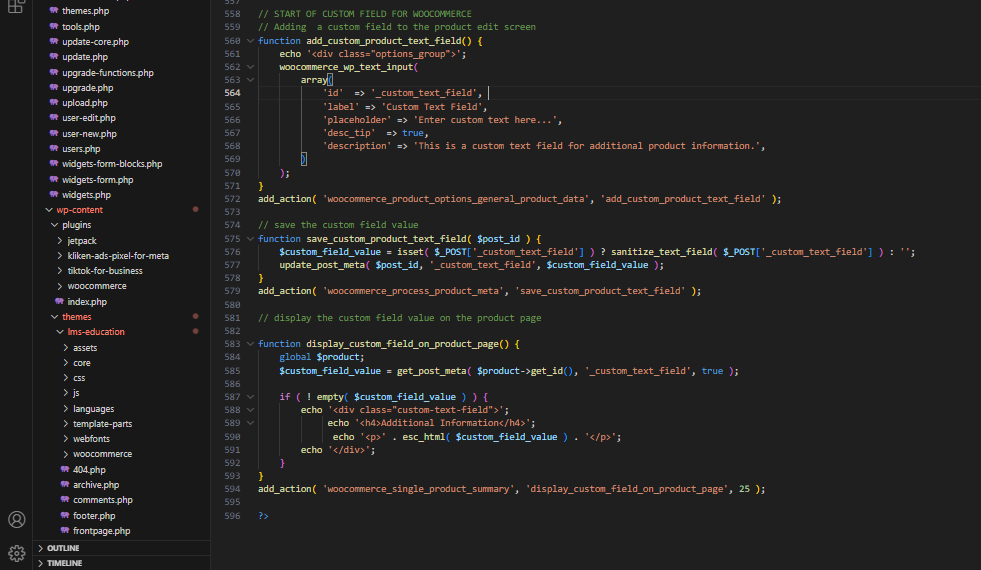 themes.php
tools.php
update-core.php
update.php
upgrade-functions.php
upgrade.php
upload.php
user-edit.php
user-new.php
users.php
widgets-form-blocks.php
widgets-form.php
widgets.php
wp-content
plugins
jetpack
kliken-ads-pixel-for-meta
tiktok-for-business
woocommerce
index.php
themes
lms-education
assets
core
css
js
languages
template-parts
webfonts
woocommerce
404.php
archive.php
comments.php
footer.php
frontpage.php
OUTLINE
TIMELINE
557
558 // START OF CUSTOM FIELD FOR WOOCOMMERCE
559 // Adding  a custom field to the product edit screen
560 function add_custom_product_text_field() {
561     echo '<div class="options_group">';
562     woocommerce_wp_text_input(
563         array(
564             'id'  => '_custom_text_field',
565             'label' => 'Custom Text Field',
566             'placeholder' => 'Enter custom text here...',
567             'desc_tip'  => true,
568             'description' => 'This is a custom text field for additional product information.',
569         )
570     );
571 }
572 add_action( 'woocommerce_product_options_general_product_data', 'add_custom_product_text_field' );
573
574 // save the custom field value
575 function save_custom_product_text_field( $post_id ) {
576     $custom_field_value = isset( $_POST['_custom_text_field'] ) ? sanitize_text_field( $_POST['_custom_text_field'] ) : '';
577     update_post_meta( $post_id, '_custom_text_field', $custom_field_value );
578 }
579 add_action( 'woocommerce_process_product_meta', 'save_custom_product_text_field' );
580
581 // display the custom field value on the product page
582
583 function display_custom_field_on_product_page() {
584     global $product;
585     $custom_field_value = get_post_meta( $product->get_id(), '_custom_text_field', true );
586
587     if ( ! empty( $custom_field_value ) ) {
588         echo '<div class="custom-text-field">';
589             echo '<h4>Additional Information</h4>';
590              echo '<p>' . esc_html( $custom_field_value ) . '</p>';
591         echo '</div>';
592     }
593 }
594 add_action( 'woocommerce_single_product_summary', 'display_custom_field_on_product_page', 25 );
595
596 ?>